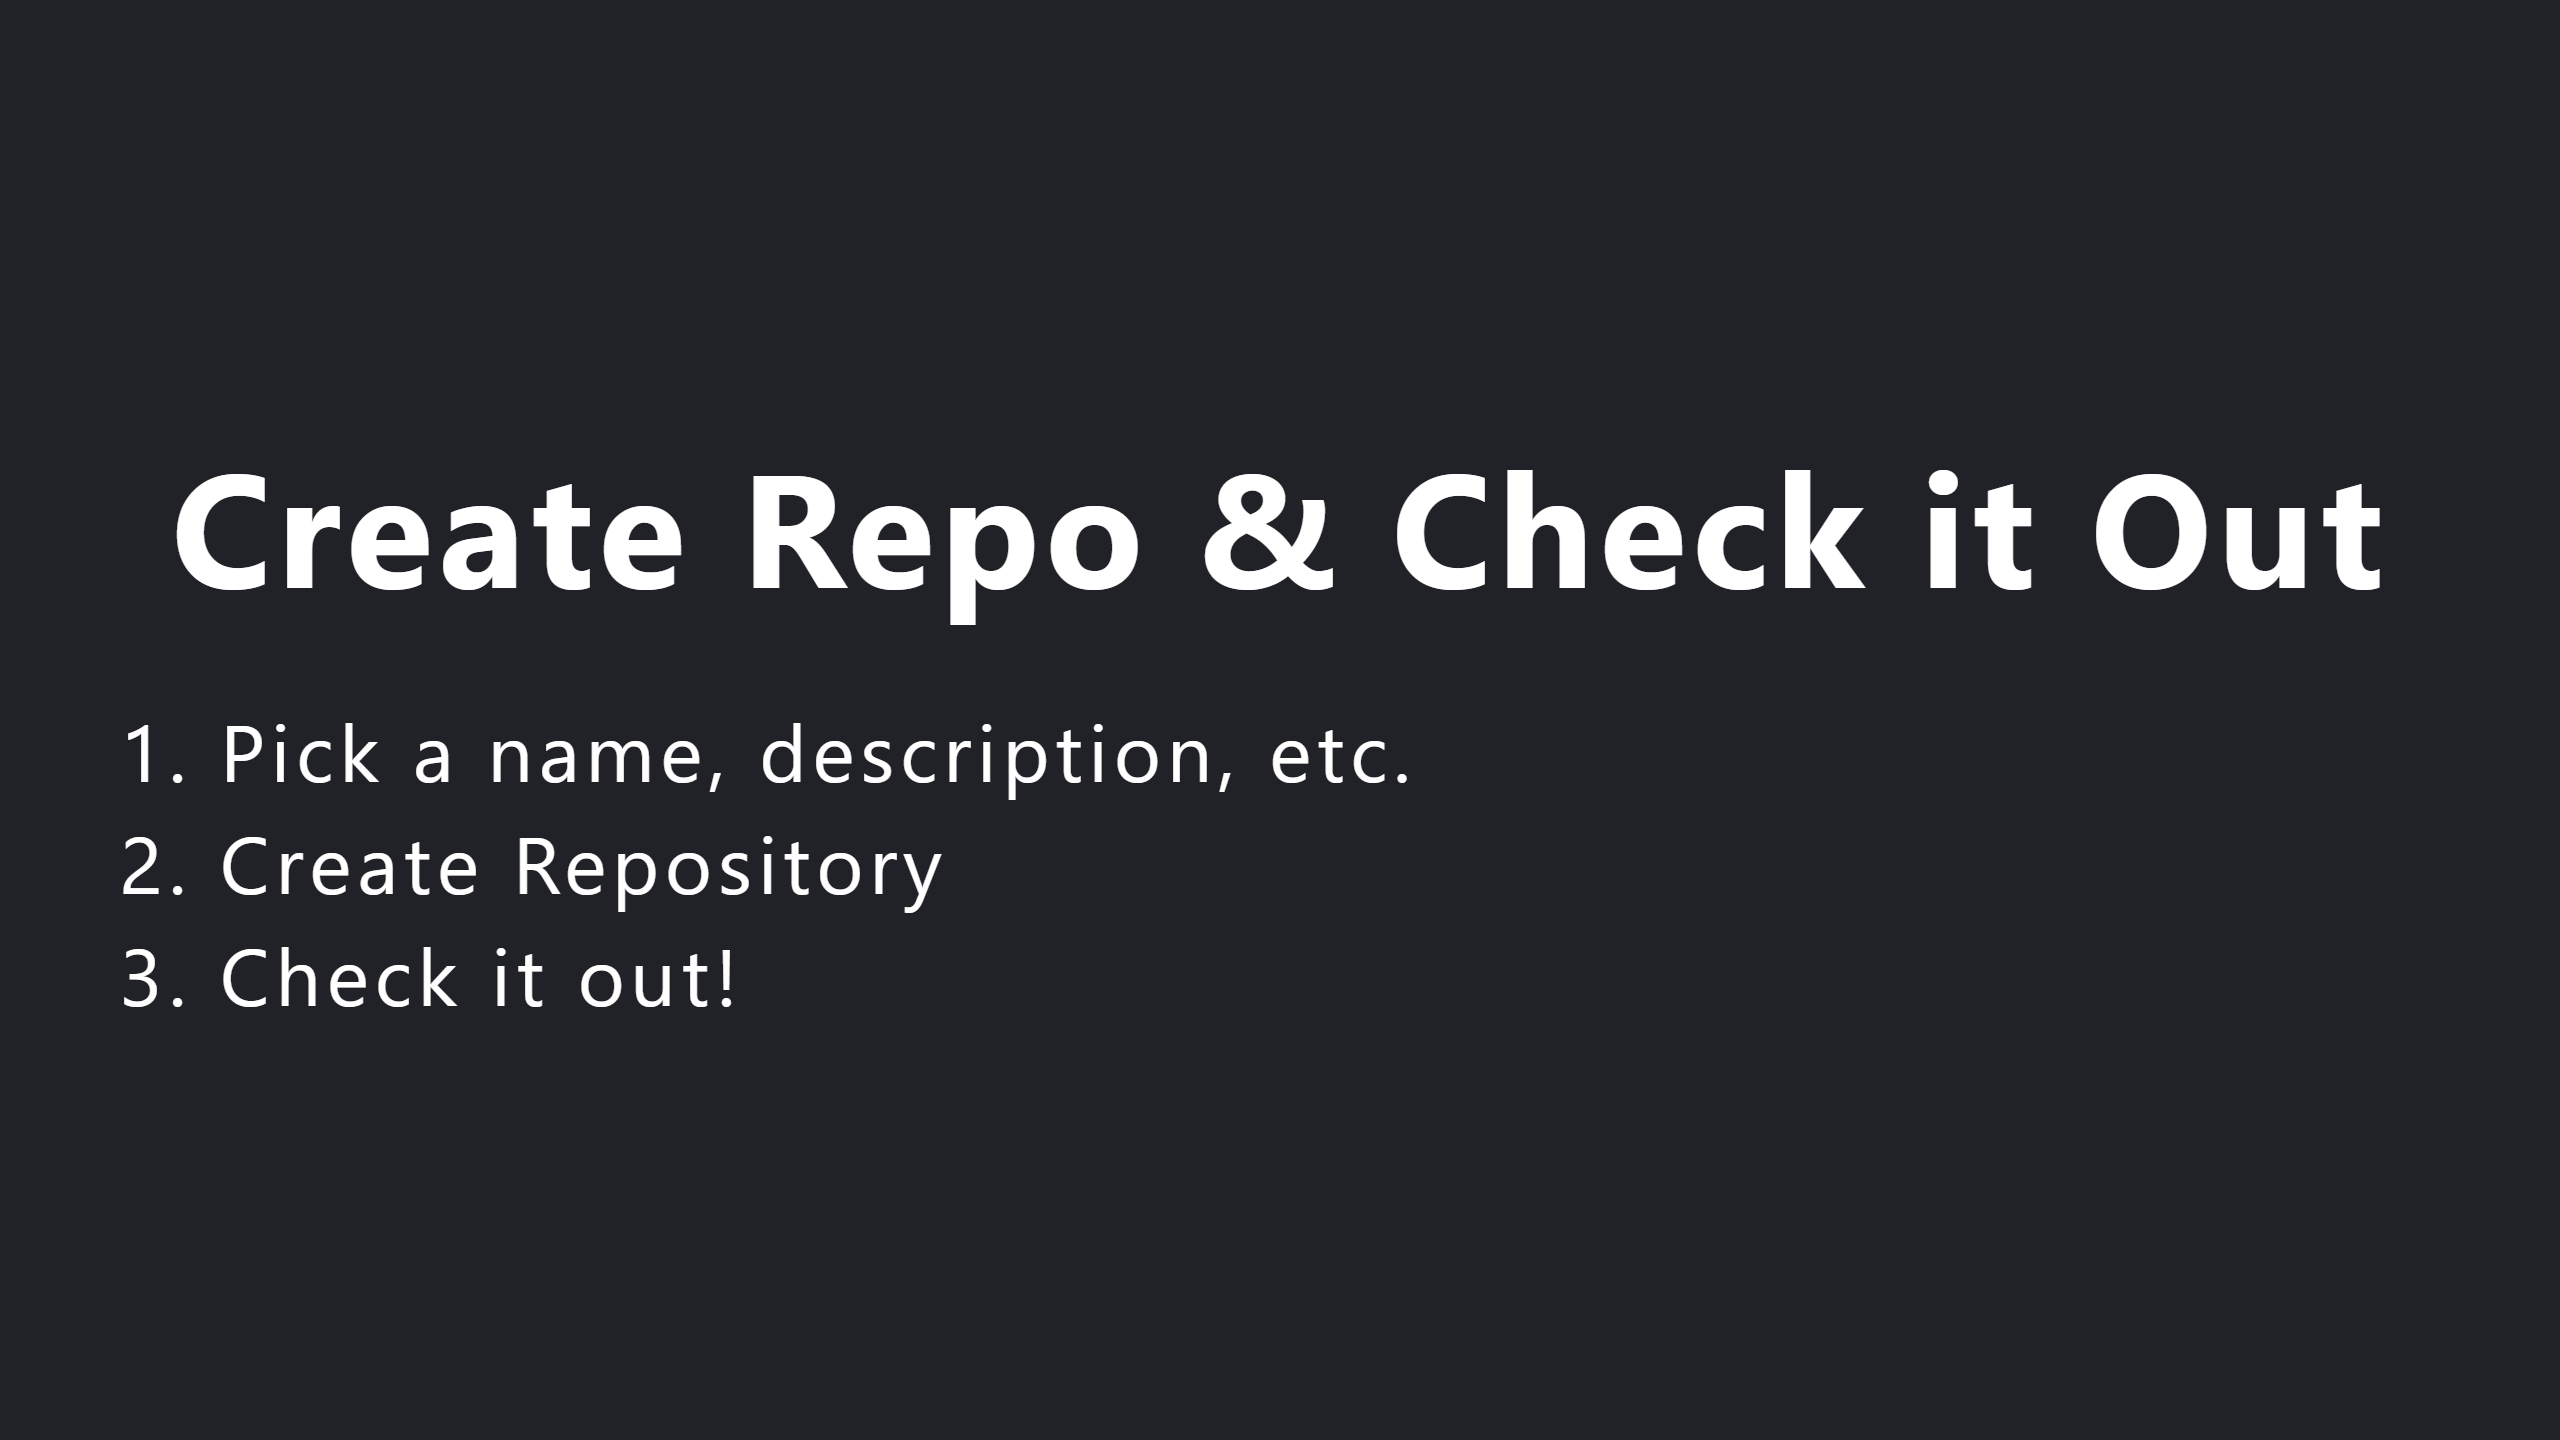 Create Repo & Check it Out
1. Pick a name, description, etc.
2. Create Repository
3. Check it out!